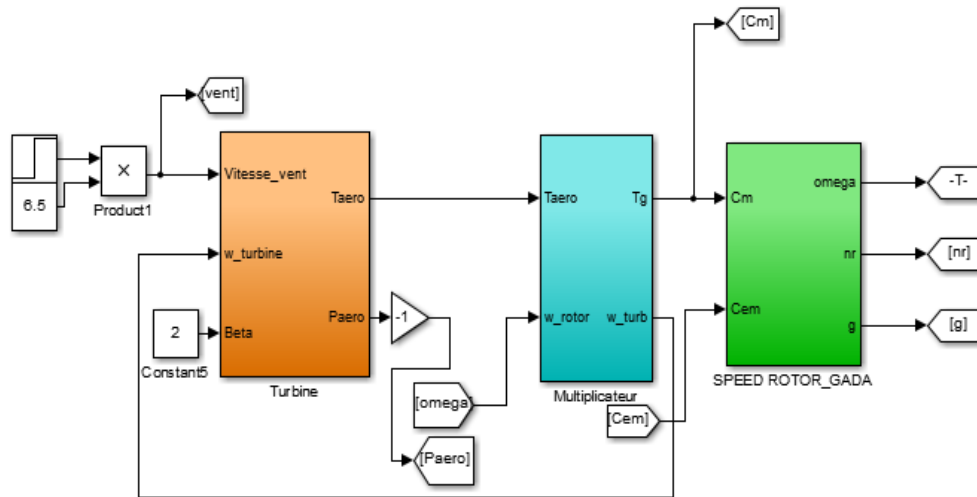 [Cm]
[vent]
6.5
×
Product1
Vitesse_vent
w_turbine
Beta
Taero
Paero
Turbine
2
Constant5
-1
[omega]
[Paero]
Taero
w_rotor
Tg
w_turb
Multiplicateur
[Cem]
Cm
Cem
omega
nr
g
SPEED ROTOR_GADA
-T-
[nr]
[g]